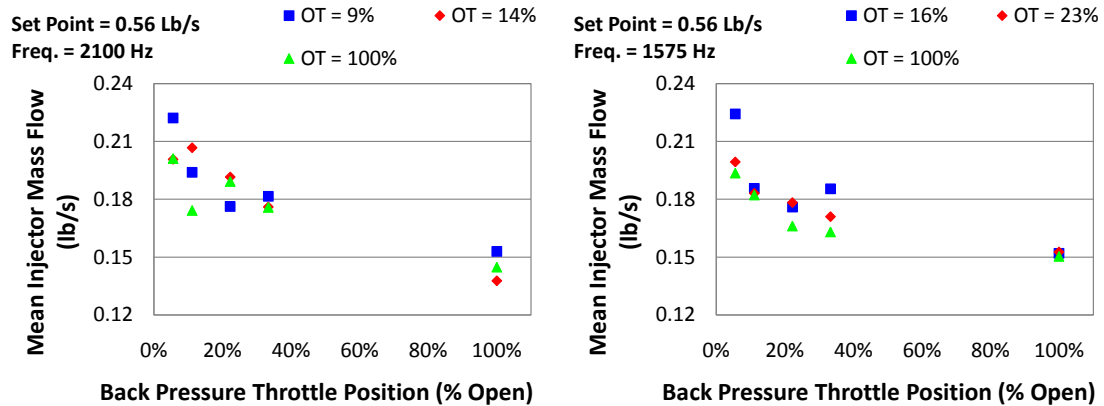 Set Point = 0.56 Lb/s
Freq. = 2100 Hz
OT = 9%
OT = 14%
OT = 100%
Mean Injector Mass Flow
(lb/s)
0.24
0.21
0.18
0.15
0.12
0% 20% 40% 60% 80% 100%
Back Pressure Throttle Position (% Open)
Set Point = 0.56 Lb/s
Freq. = 1575 Hz
OT = 16%
OT = 23%
OT = 100%
Mean Injector Mass Flow
(lb/s)
0.24
0.21
0.18
0.15
0.12
0% 20% 40% 60% 80% 100%
Back Pressure Throttle Position (% Open)